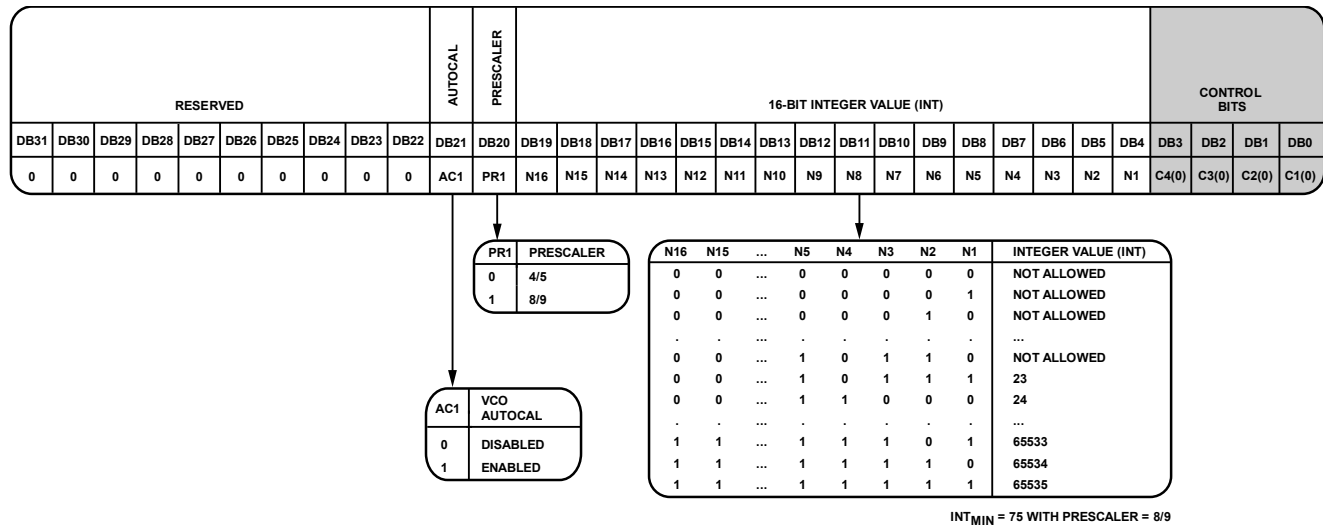 RESERVED AUTOCAL PRESCALER 16-BIT INTEGER VALUE (INT) CONTROL
BITS
DB31 DB30 DB29 DB28 DB27 DB26 DB25 DB24 DB23 DB22 DB21 DB20 DB19 DB18 DB17 DB16 DB15 DB14 DB13 DB12 DB11 DB10 DB9 DB8 DB7 DB6 DB5 DB4 DB3 DB2 DB1 DB0
0 0 0 0 0 0 0 0 0 0 AC1 PR1 N16 N15 N14 N13 N12 N11 N10 N9 N8 N7 N6 N5 N4 N3 N2 N1 C4(0) C3(0) C2(0) C1(0)
PR1 PRESCALER
0 4/5
1 8/9
AC1 VCO
AUTOCAL
0 DISABLED
1 ENABLED
N16 N15 ... N5 N4 N3 N2 N1 INTEGER VALUE (INT)
0 0 ... 0 0 0 0 0 NOT ALLOWED
0 0 ... 0 0 0 0 1 NOT ALLOWED
0 0 ... 0 0 0 1 0 NOT ALLOWED
. . ... . . . . . ...
0 0 ... 1 0 1 1 0 NOT ALLOWED
0 0 ... 1 0 1 1 1 23
0 0 ... 1 1 0 0 0 24
. . ... . . . . . ...
1 1 ... 1 1 1 0 1 65533
1 1 ... 1 1 1 1 0 65534
1 1 ... 1 1 1 1 1 65535
INTMIN = 75 WITH PRESCALER = 8/9